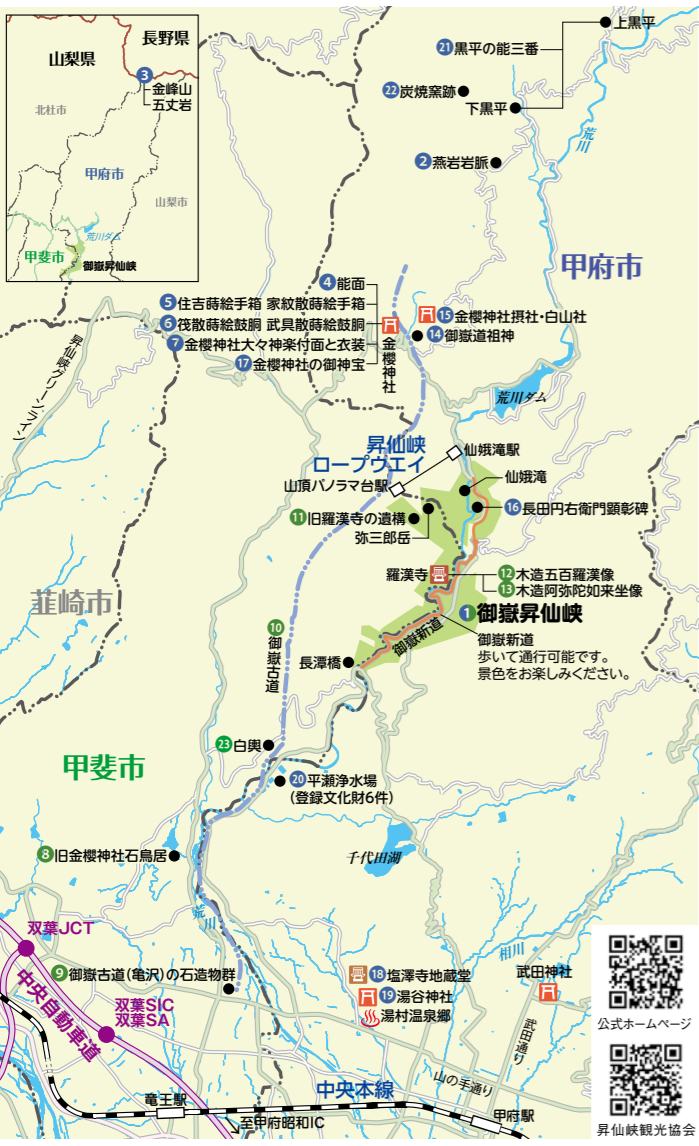 山梨県
長野県
3
金峰山
五丈岩
北杜市
甲府市
山梨市
荒川ダム
甲斐市
御嶽昇仙峡
上黒平
21 黒平の能三番
22 炭焼窯跡
下黒平
荒川
2 燕岩岩脈
甲府市
4 能面
5 住吉蒔絵手箱 家紋散蒔絵手箱
6 筏散蒔絵鼓胴 武具散蒔絵鼓胴
7 金櫻神社大々神楽付面と衣装
17 金櫻神社の御神宝
金櫻神社
15 金櫻神社摂社・白山社
14 御嶽道祖神
昇仙峡グリーンライン
荒川ダム
昇仙峡
ロープウエイ
仙娥滝駅
山頂パノラマ台駅
仙娥滝
16 長田円右衛門顕彰碑
11 旧羅漢寺の遺構
弥三郎岳
羅漢寺
12 木造五百羅漢像
13 木造阿弥陀如来坐像
1 御嶽昇仙峡
韮崎市
10 御嶽古道
御嶽新道
御嶽新道
歩いて通行可能です。
景色をお楽しみください。
長潭橋
23 白輿
甲斐市
20 平瀬浄水場
(登録文化財6件)
8 旧金櫻神社石鳥居
千代田湖
荒川
双葉JCT
9 御嶽古道(亀沢)の石造物群
18 塩澤寺地蔵堂
19 湯谷神社
湯村温泉郷
相川
武田神社
中央自動車道
双葉SIC
双葉SA
武田通り
山の手通り
中央本線
竜王駅
至甲府昭和IC
甲府駅
公式ホームページ
昇仙峡観光協会